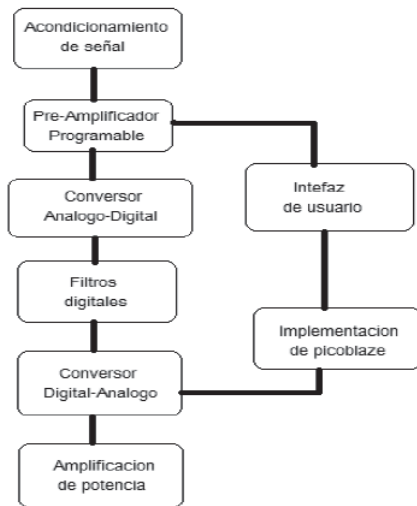 Acondicionamiento
de señal
Pre-Amplificador
Programable
Conversor
Analogo-Digital
Intefaz
de usuario
Filtros
digitales
Implementacion
de picoblaze
Conversor
Digital-Analogo
Amplificacion
de potencia